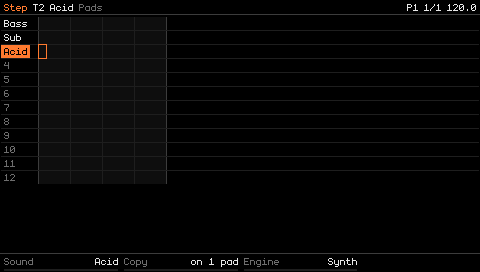 Step T2 Acid Pads P1 1/1 120.0
Bass
Sub
Acid
4
5
6
7
8
9
10
11
12
Sound Acid Copy on 1 pad Engine Synth